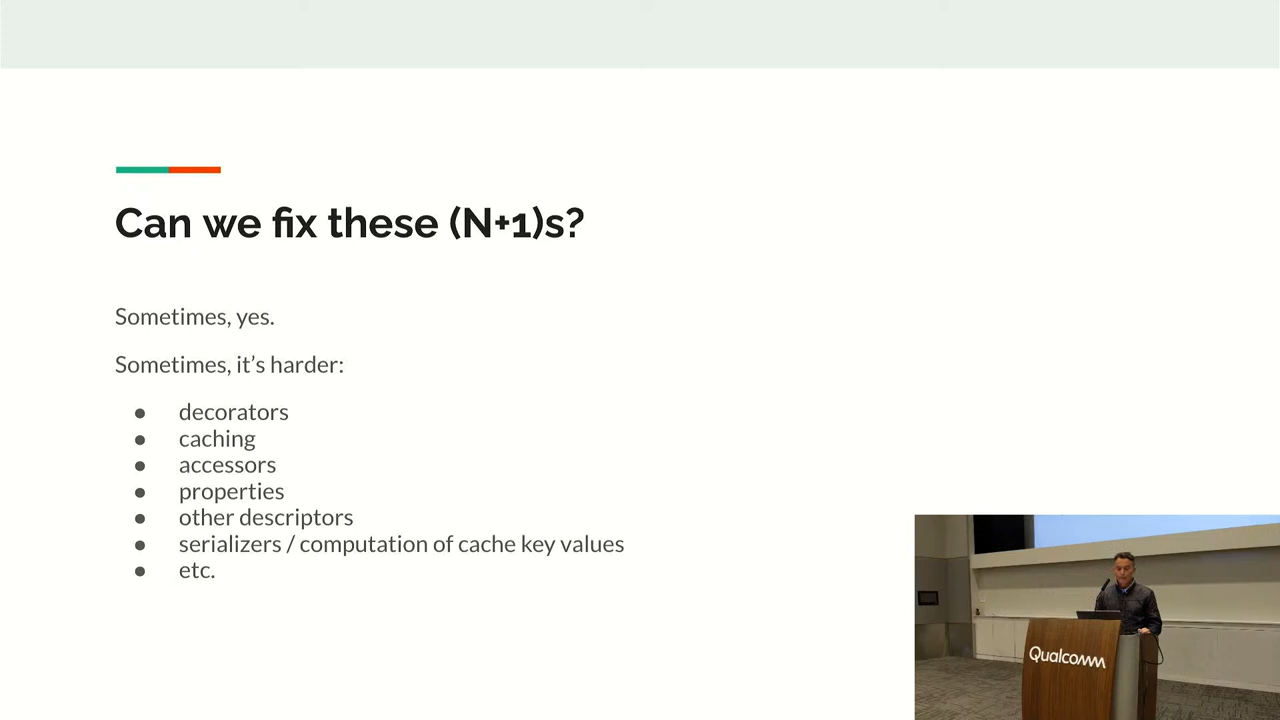 Can we fix these (N+1)s?
Sometimes, yes.
Sometimes, it’s harder:
● decorators
● caching
● accessors
● properties
● other descriptors
● serializers / computation of cache key values
● etc.
Qualcomm